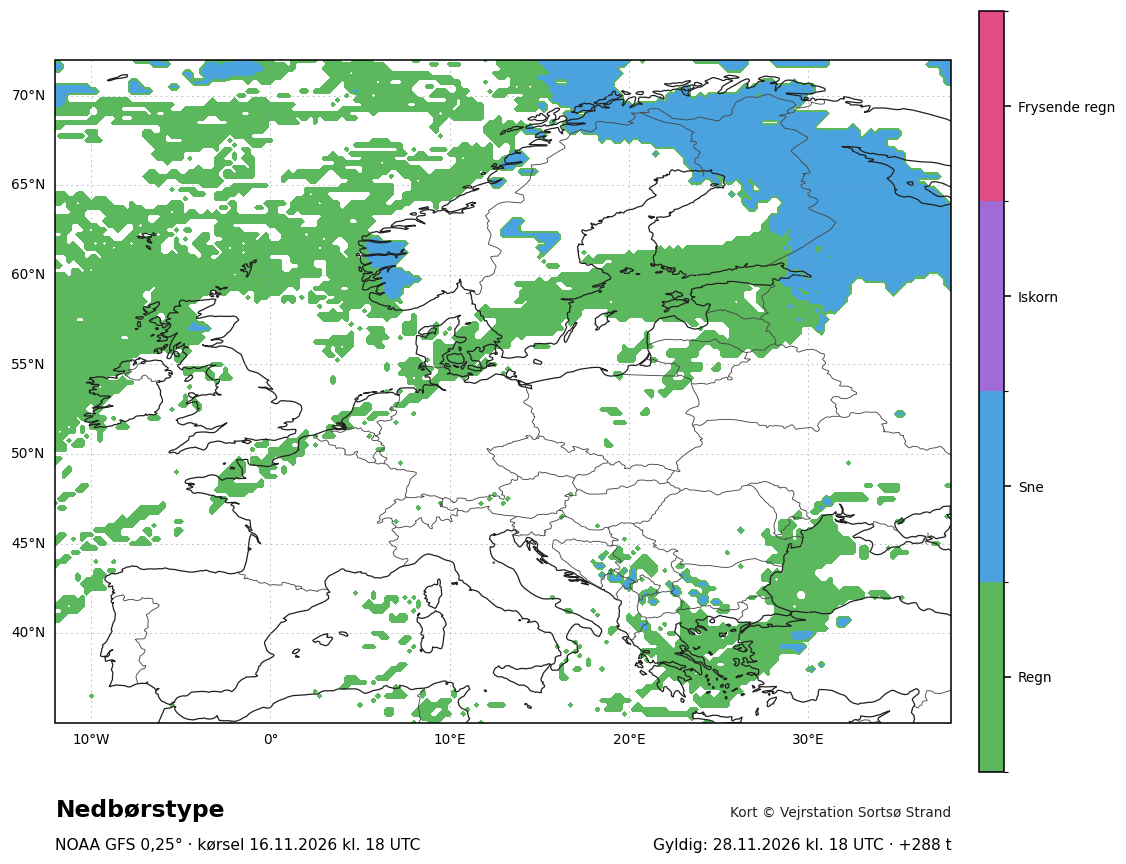 70°N
65°N
60°N
55°N
50°N
45°N
40°N
10°W
0°
10°E
20°E
30°E
Frysende regn
Iskorn
Sne
Regn
Nedbørstype
Kort © Vejrstation Sortsø Strand
NOAA GFS 0,25° · kørsel 16.11.2026 kl. 18 UTC
Gyldig: 28.11.2026 kl. 18 UTC · +288 t